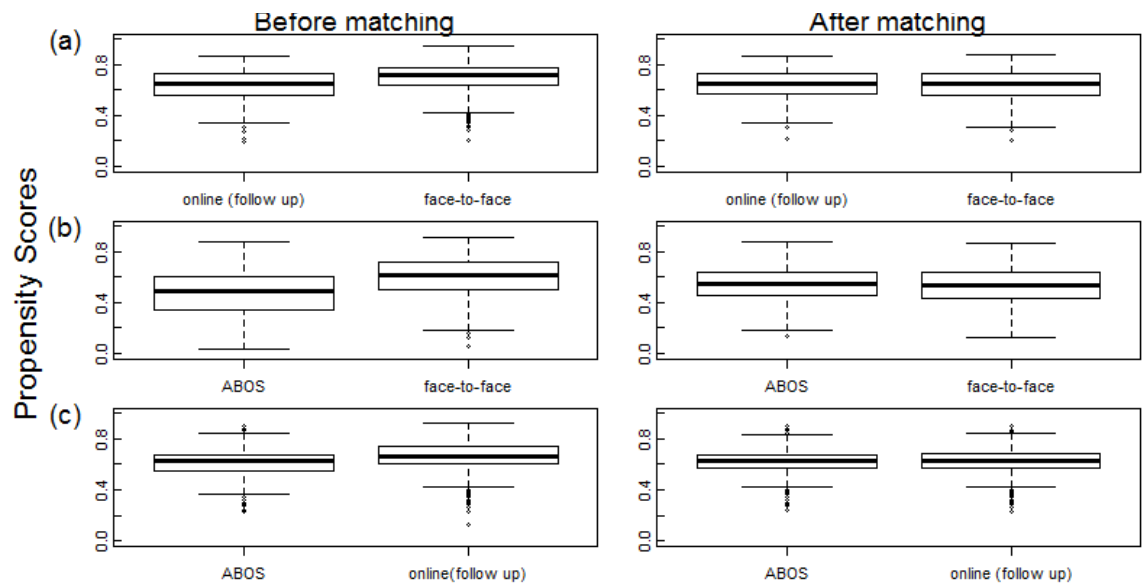 Before matching
After matching
Propensity Scores
(a)
0.8
0.4
0.0
online (follow up)
face-to-face
0.8
0.4
0.0
online (follow up)
face-to-face
(b)
0.8
0.4
0.0
ABOS
face-to-face
0.8
0.4
0.0
ABOS
face-to-face
(c)
0.8
0.4
0.0
ABOS
online(follow up)
0.8
0.4
0.0
ABOS
online (follow up)